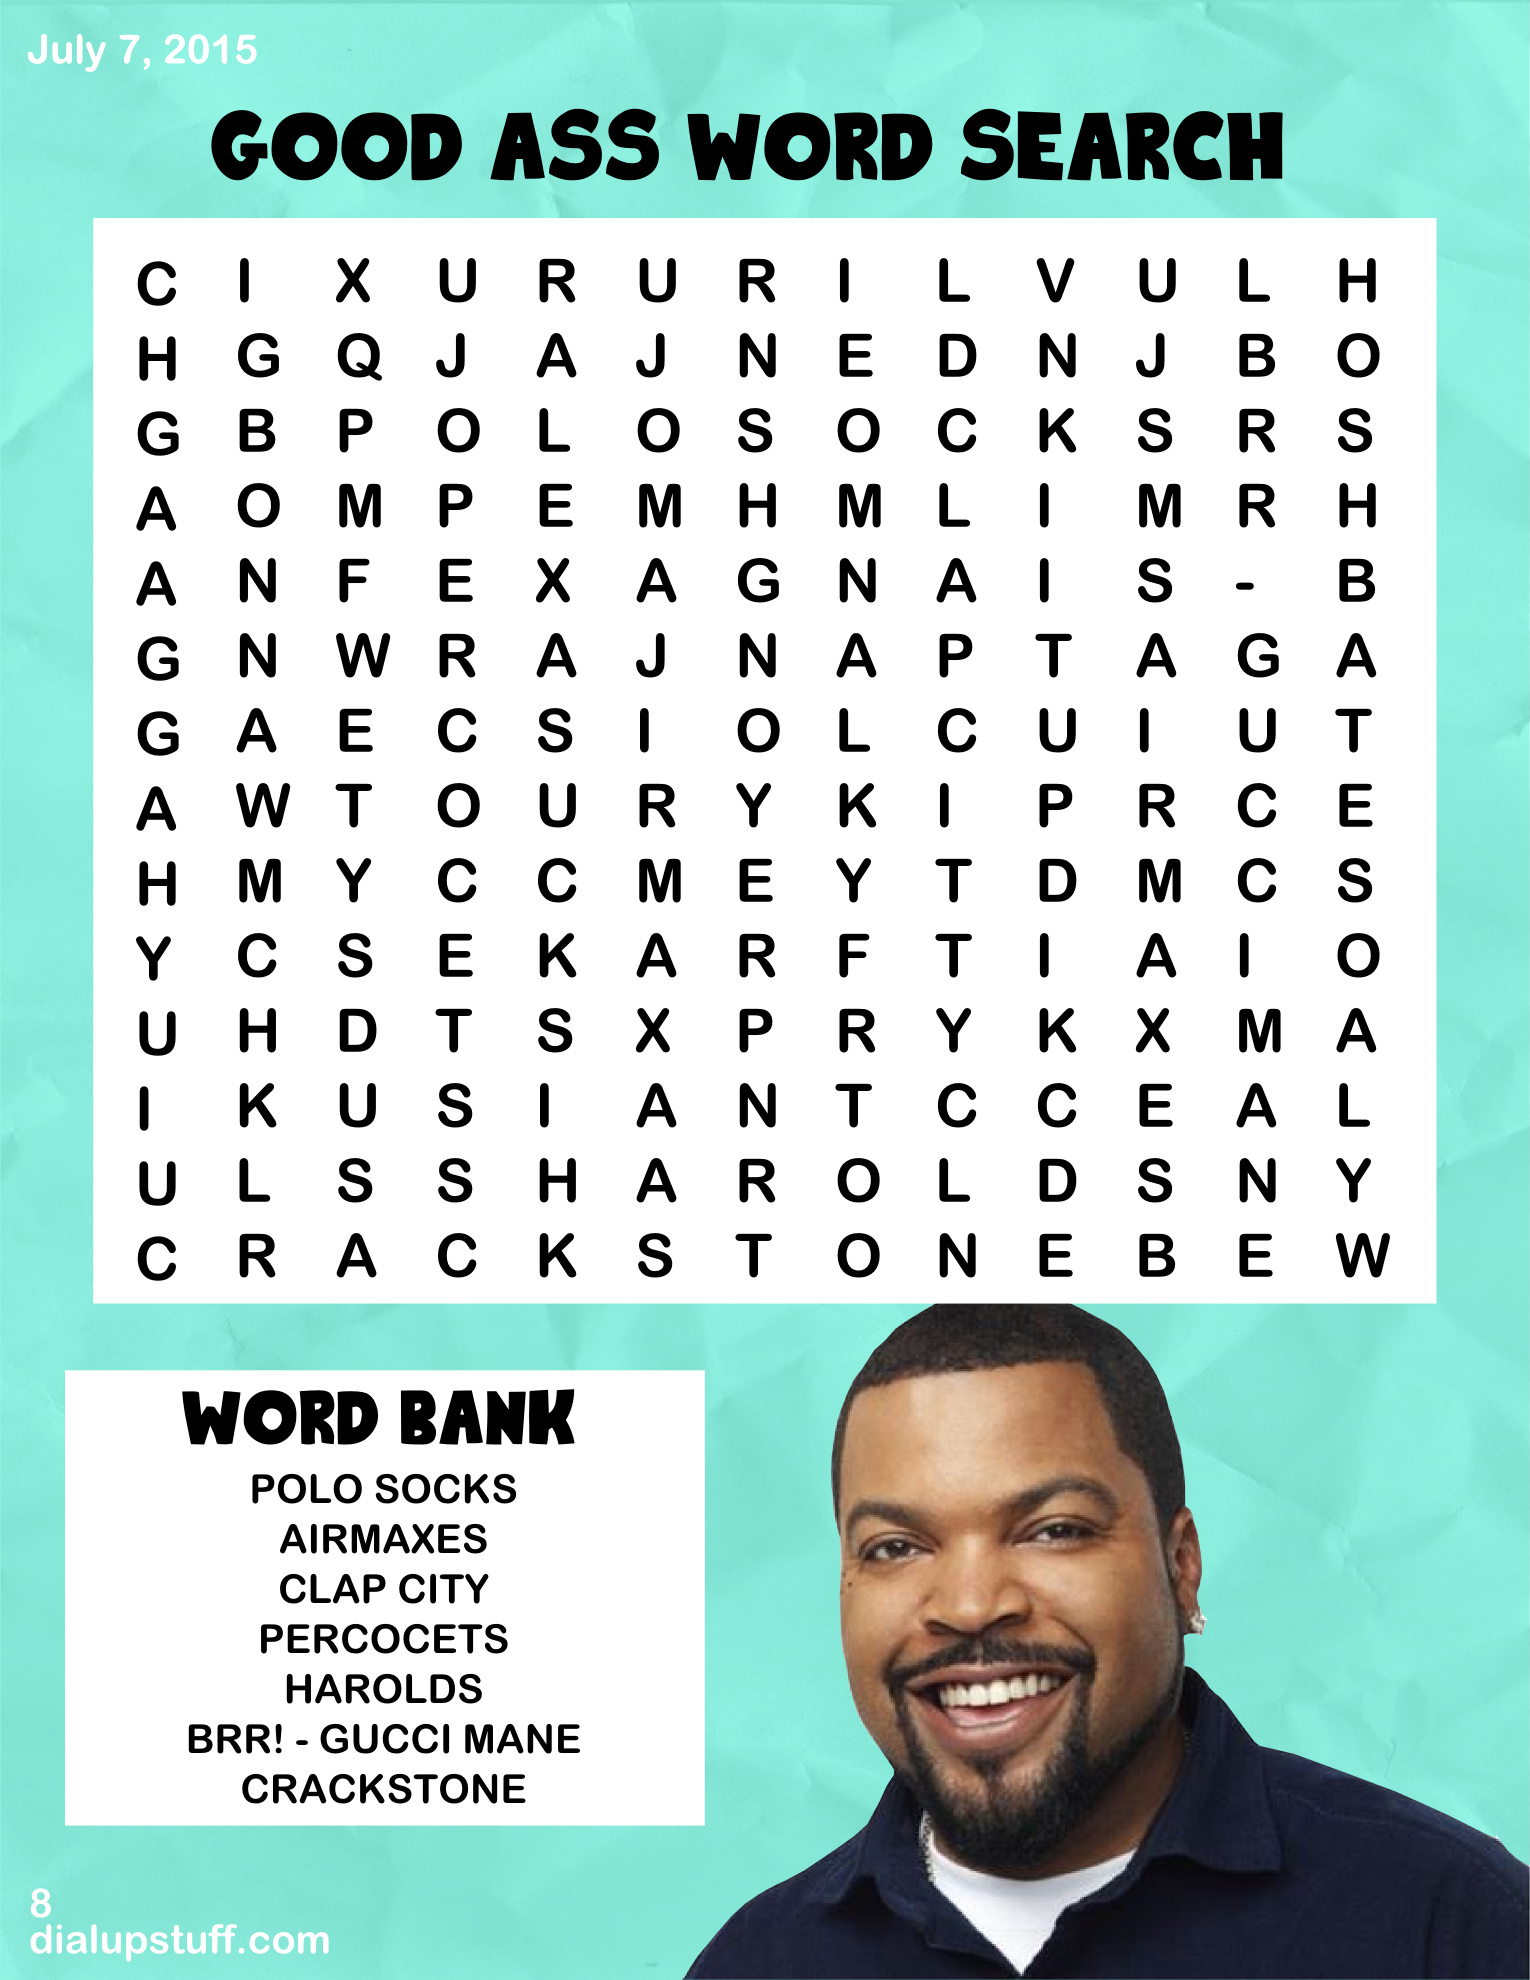 July 7, 2015
GOOD ASS WORD SEARCH
C I X U R U R I L V U L H
H G Q J A J N E D N J B O
G B P O L O S O C K S R S
A O M P E M H M L I M R H
A N F E X A G N A I S - B
G N W R A J N A P T A G A
G A E C S I O L C U I U T
A W T O U R Y K I P R C E
H M Y C C M E Y T D M C S
Y C S E K A R F T I A I O
U H D T S X P R Y K X M A
I K U S I A N T C C E A L
U L S S H A R O L D S N Y
C R A C K S T O N E B E W
WORD BANK
POLO SOCKS
AIRMAXES
CLAP CITY
PERCOCETS
HAROLDS
BRR! - GUCCI MANE
CRACKSTONE
8
dialupstuff.com